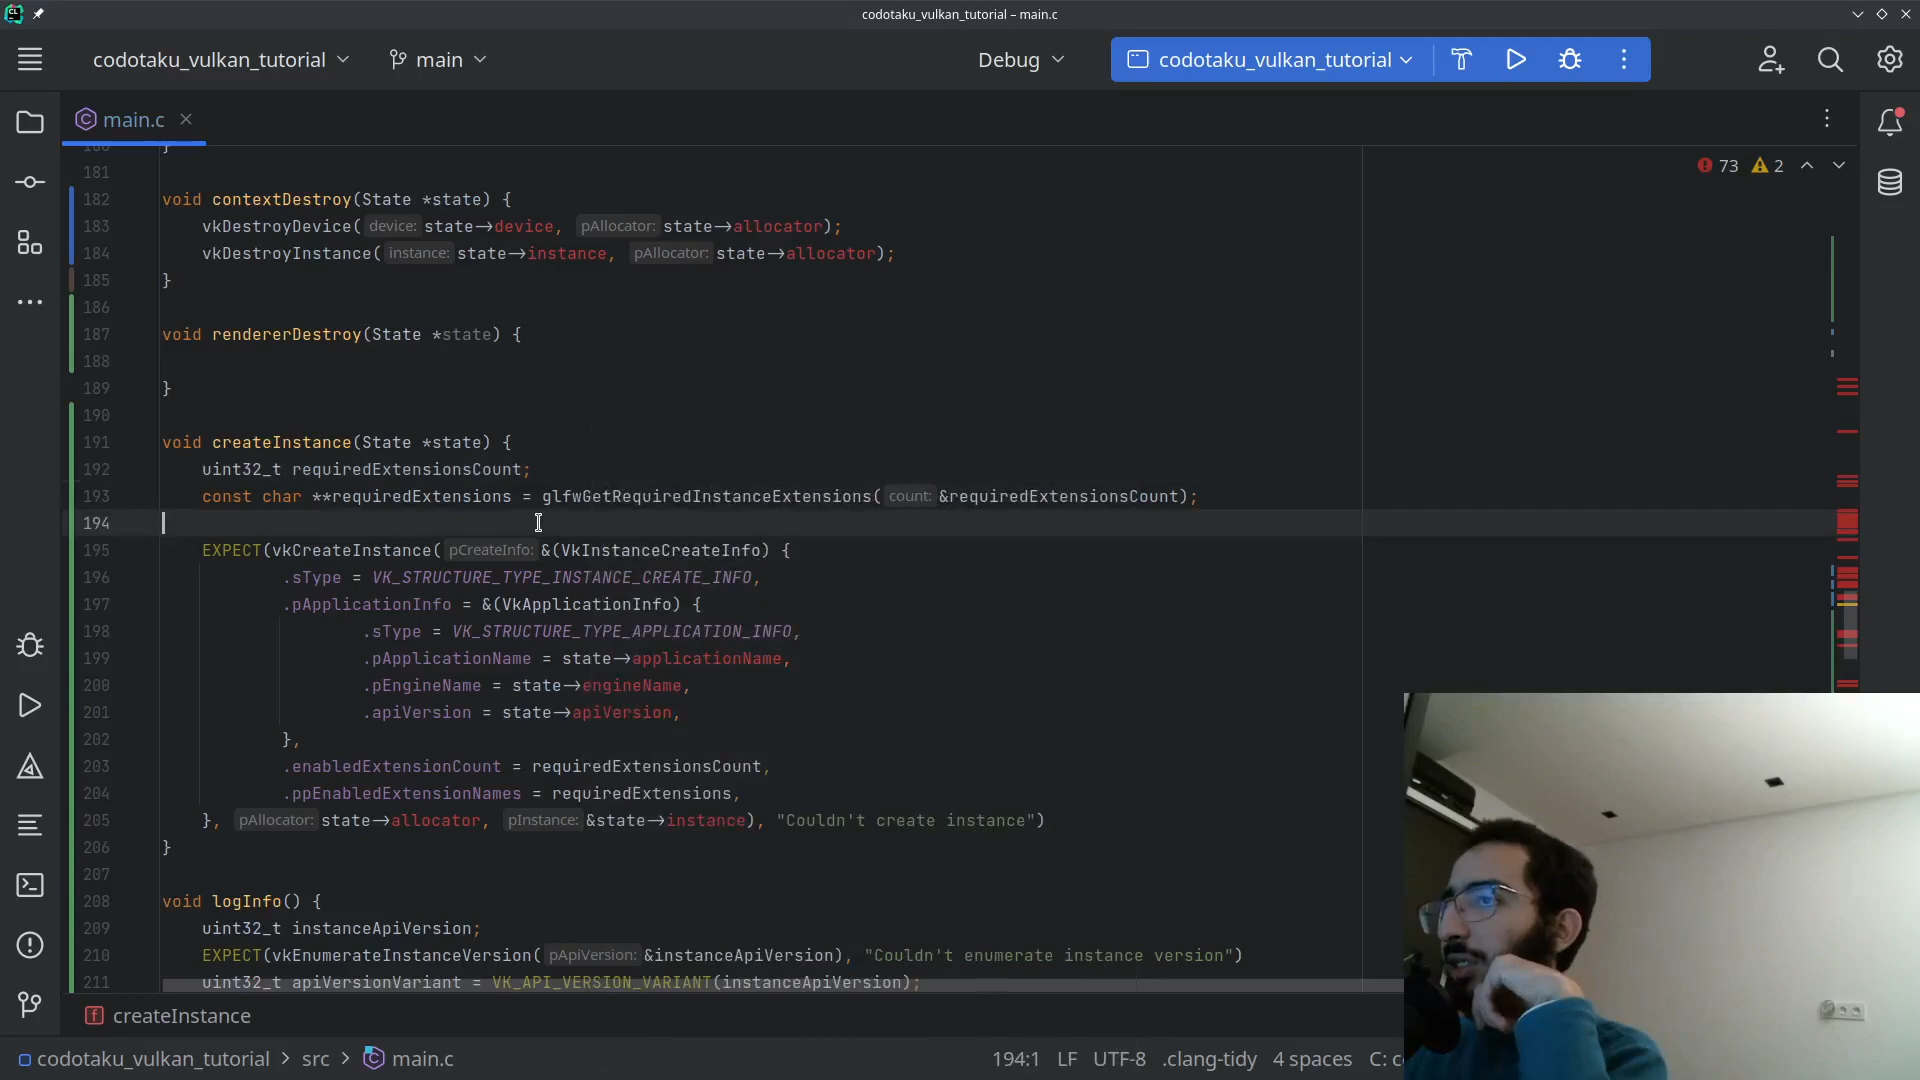 codotaku_vulkan_tutorial – main.c
codotaku_vulkan_tutorial
main
Debug
codotaku_vulkan_tutorial
main.c
73
2
180 }
181
182 void contextDestroy(State *state) {
183 vkDestroyDevice( device: state→device, pAllocator: state→allocator);
184 vkDestroyInstance( instance: state→instance, pAllocator: state→allocator);
185 }
186
187 void rendererDestroy(State *state) {
188
189 }
190
191 void createInstance(State *state) {
192 uint32_t requiredExtensionsCount;
193 const char **requiredExtensions = glfwGetRequiredInstanceExtensions( count: &requiredExtensionsCount);
194
195 EXPECT(vkCreateInstance( pCreateInfo: &(VkInstanceCreateInfo) {
196 .sType = VK_STRUCTURE_TYPE_INSTANCE_CREATE_INFO,
197 .pApplicationInfo = &(VkApplicationInfo) {
198 .sType = VK_STRUCTURE_TYPE_APPLICATION_INFO,
199 .pApplicationName = state→applicationName,
200 .pEngineName = state→engineName,
201 .apiVersion = state→apiVersion,
202 },
203 .enabledExtensionCount = requiredExtensionsCount,
204 .ppEnabledExtensionNames = requiredExtensions,
205 }, pAllocator: state→allocator, pInstance: &state→instance), "Couldn't create instance")
206 }
207
208 void logInfo() {
209 uint32_t instanceApiVersion;
210 EXPECT(vkEnumerateInstanceVersion( pApiVersion: &instanceApiVersion), "Couldn't enumerate instance version")
211 uint32_t apiVersionVariant = VK_API_VERSION_VARIANT(instanceApiVersion);
createInstance
codotaku_vulkan_tutorial > src > main.c
194:1 LF UTF-8 .clang-tidy 4 spaces C: